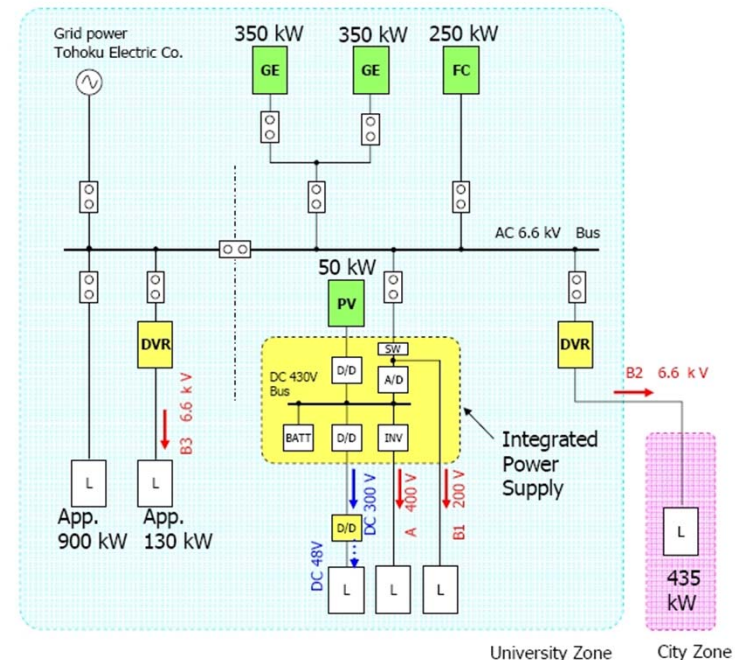 Grid power
Tohoku Electric Co.
350 kW
350 kW
250 kW
GE
GE
FC
AC 6.6 kV Bus
50 kW
PV
DVR
DVR
SW
D/D
A/D
DC 430V
Bus
BATT
D/D
INV
B3 6.6 k V
B2 6.6 k V
Integrated
Power
Supply
DC 300 V
A 400 V
B1 200 V
D/D
DC 48V
L
L
App.
900 kW
App.
130 kW
L
L
L
L
435
kW
University Zone
City Zone